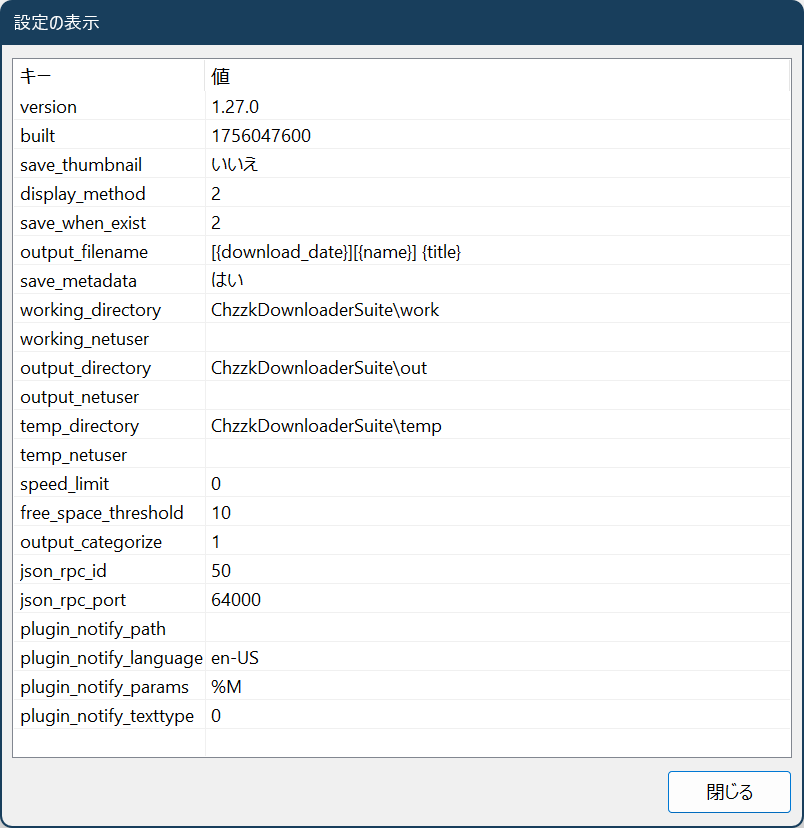 設定の表示
キー 値
version 1.27.0
built 1756047600
save_thumbnail いいえ
display_method 2
save_when_exist 2
output_filename [{download_date}][{name}] {title}
save_metadata はい
working_directory ChzzkDownloaderSuite\work
working_netuser
output_directory ChzzkDownloaderSuite\out
output_netuser
temp_directory ChzzkDownloaderSuite\temp
temp_netuser
speed_limit 0
free_space_threshold 10
output_categorize 1
json_rpc_id 50
json_rpc_port 64000
plugin_notify_path
plugin_notify_language en-US
plugin_notify_params %M
plugin_notify_texttype 0
閉じる